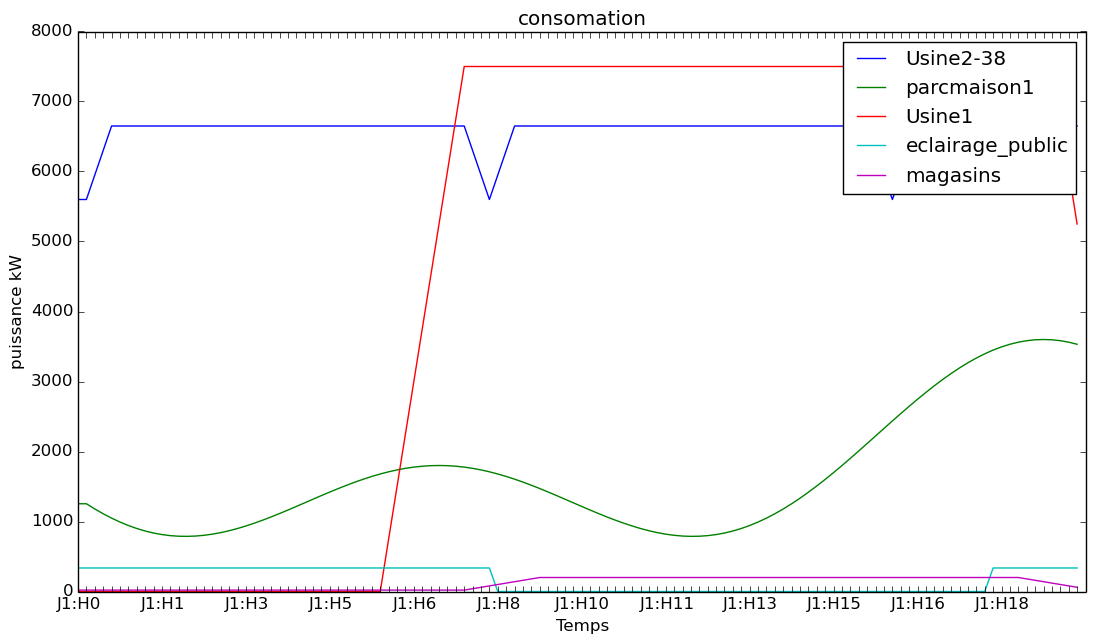 consomation
8000
7000
6000
5000
4000
3000
2000
1000
0
puissance kW
Usine2-38
parcmaison1
Usine1
eclairage_public
magasins
J1:H0 J1:H1 J1:H3 J1:H5 J1:H6 J1:H8 J1:H10 J1:H11 J1:H13 J1:H15 J1:H16 J1:H18
Temps